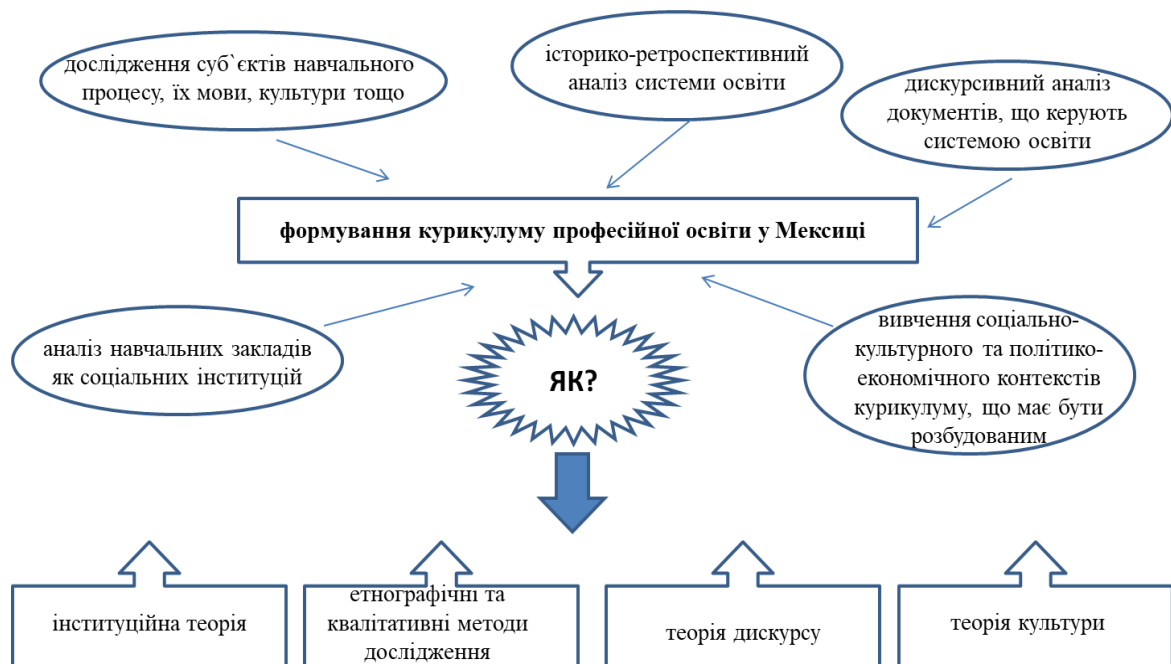 дослідження суб`єктів навчального
процесу, їх мови, культури тощо
історико-ретроспективний
аналіз системи освіти
дискурсивний аналіз
документів, що керують
системою освіти
формування курикулуму професійної освіти у Мексиці
аналіз навчальних закладів
як соціальних інституцій
ЯК?
вивчення соціально-
культурного та політико-
економічного контекстів
курикулуму, що має бути
розбудованим
інституційна теорія
етнографічні та
квалітативні методи
дослідження
теорія дискурсу
теорія культури